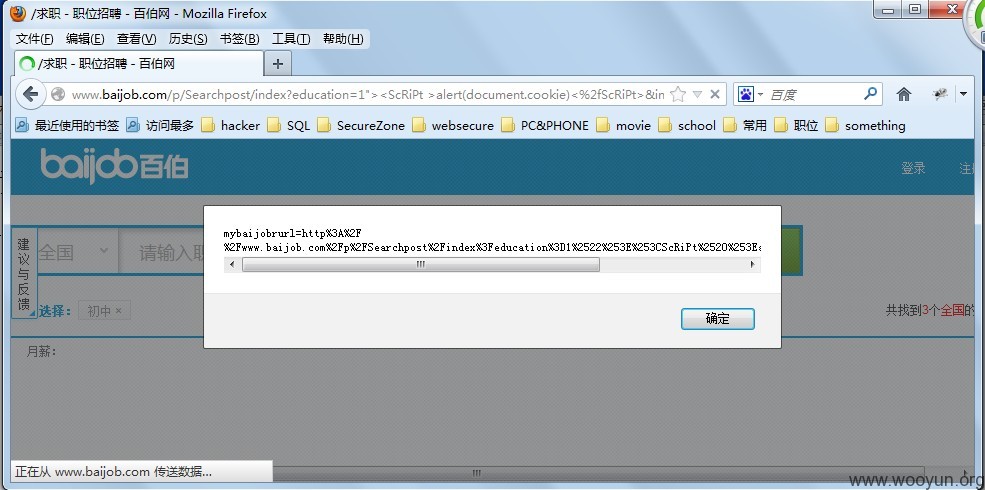 /求职 - 职位招聘 - 百伯网 - Mozilla Firefox
文件(F) 编辑(E) 查看(V) 历史(S) 书签(B) 工具(T) 帮助(H)
/求职 - 职位招聘 - 百伯网
www.baijob.com/p/Searchpost/index?education=1"><ScRiPt >alert(document.cookie)<%2fScRiPt>&in
百度
最近使用的书签 访问最多 hacker SQL SecureZone websecure PC&PHONE movie school 常用 职位 something
baijob百伯
登录
全国
请输入职
建议与反馈
mybaijobrurl=http%3A%2F
%2Fwww.baijob.com%2Fp%2FSearchpost%2Findex%3Feducation%3D1%2522%253E%253CScRiPt%2520%253Ea
确定
选择:
初中 ×
共找到3个全国的
月薪:
正在从 www.baijob.com 传送数据...
www.wooyun.org